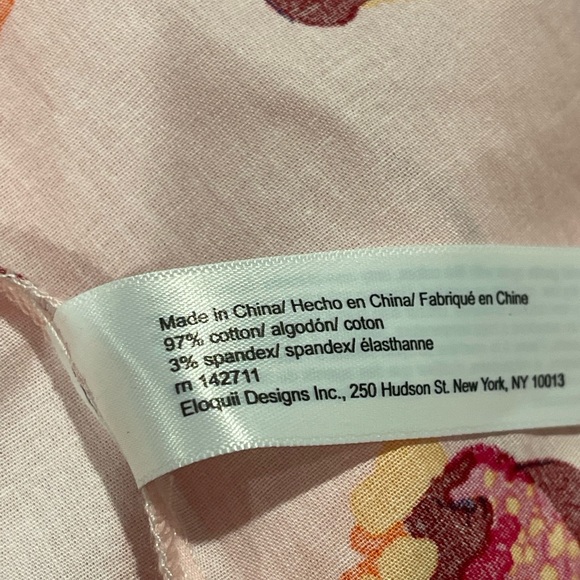 Made in China/ Hecho en China/ Fabriqué en Chine
97% cotton/ algodón/ coton
3% spandex/ spandex/ élasthanne
m 142711
Eloquii Designs Inc., 250 Hudson St. New York, NY 10013